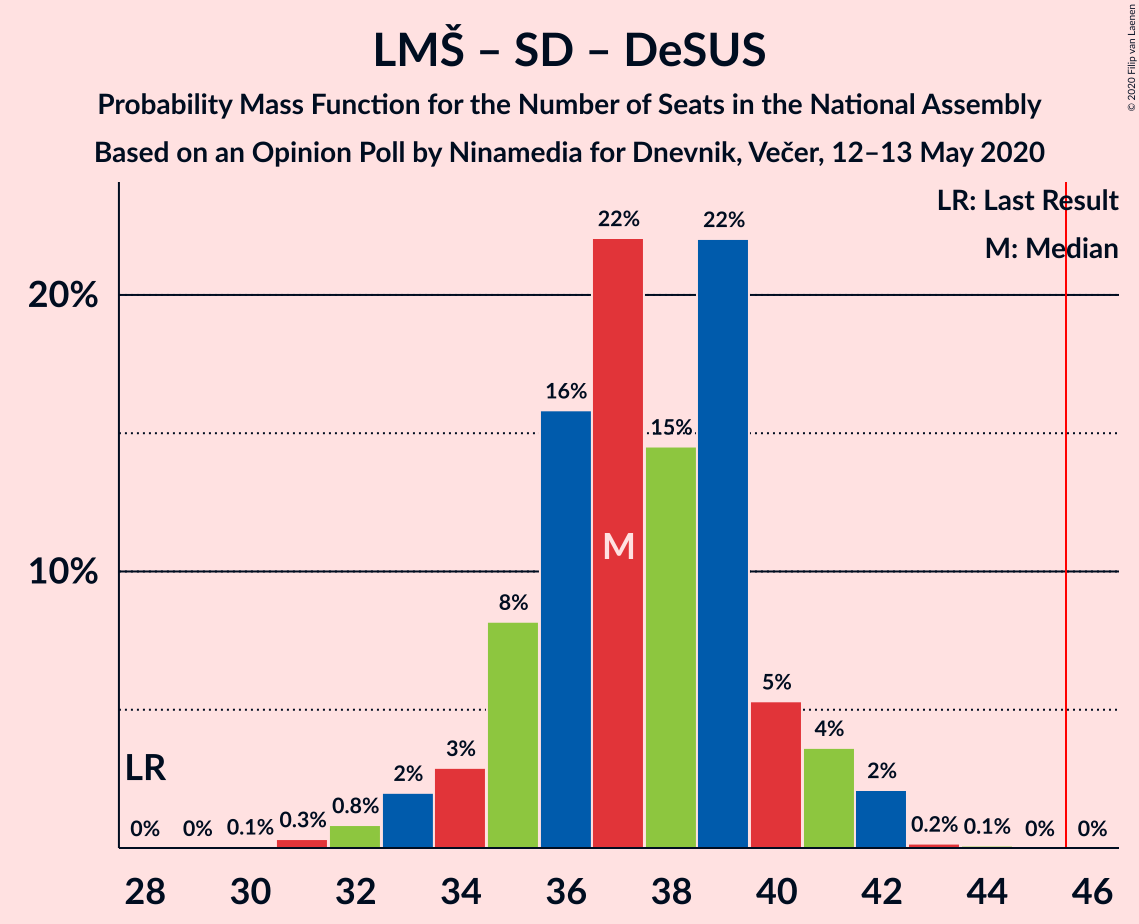 LMŠ – SD – DeSUS
Probability Mass Function for the Number of Seats in the National Assembly
Based on an Opinion Poll by Ninamedia for Dnevnik, Večer, 12–13 May 2020
© 2020 Filip van Laenen
LR: Last Result
M: Median
20%
10%
LR
M
0% 0% 0.1% 0.3% 0.8% 2% 3% 8% 16% 22% 15% 22% 5% 4% 2% 0.2% 0.1% 0% 0%
28 30 32 34 36 38 40 42 44 46